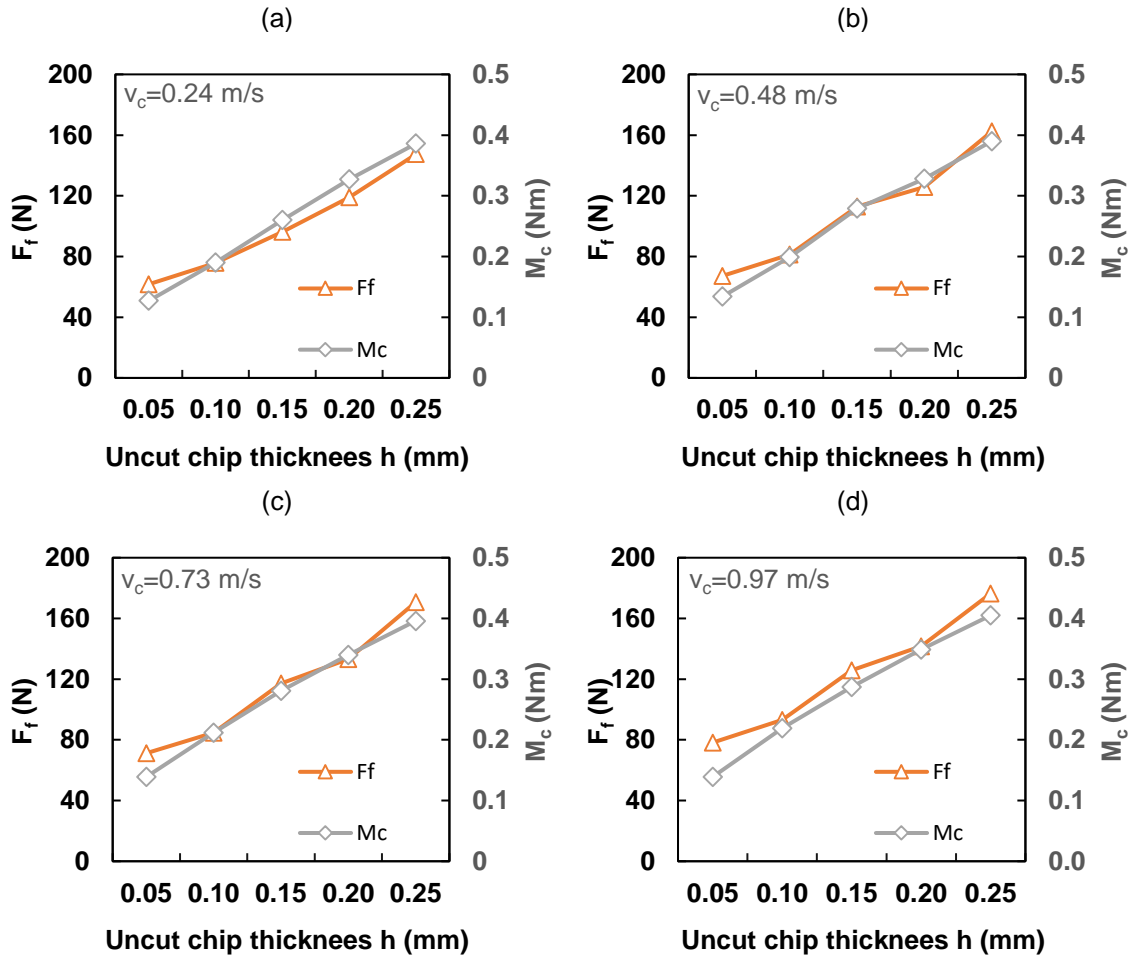 (a)
(b)
200
160
120
80
40
0
F_f (N)
v_c=0.24 m/s
Ff
Mc
0.5
0.4
0.3
0.2
0.1
0
M_c (Nm)
0.05 0.10 0.15 0.20 0.25
Uncut chip thicknees h (mm)
200
160
120
80
40
0
F_f (N)
v_c=0.48 m/s
Ff
Mc
0.5
0.4
0.3
0.2
0.1
0
M_c (Nm)
0.05 0.10 0.15 0.20 0.25
Uncut chip thicknees h (mm)
(c)
(d)
200
160
120
80
40
0
F_f (N)
v_c=0.73 m/s
Ff
Mc
0.5
0.4
0.3
0.2
0.1
0
M_c (Nm)
0.05 0.10 0.15 0.20 0.25
Uncut chip thicknees h (mm)
200
160
120
80
40
0
F_f (N)
v_c=0.97 m/s
Ff
Mc
0.5
0.4
0.3
0.2
0.1
0.0
M_c (Nm)
0.05 0.10 0.15 0.20 0.25
Uncut chip thicknees h (mm)